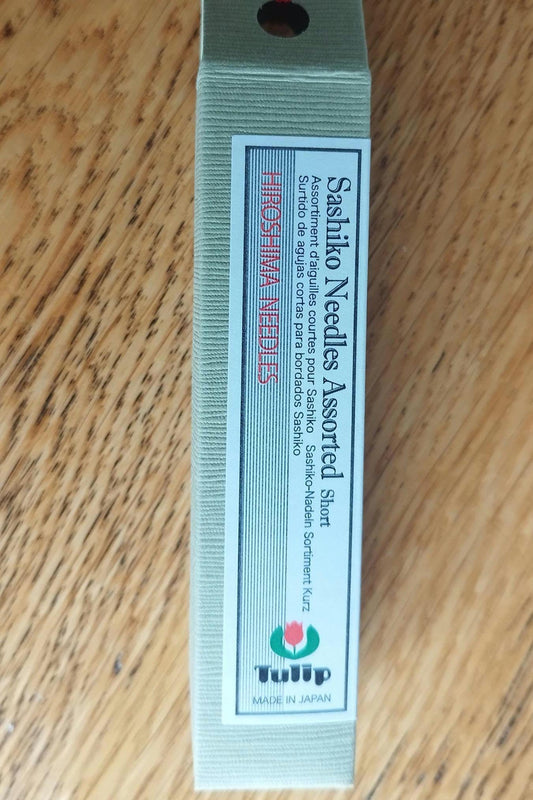 Sashiko Needles Assorted Short
Assortiment d'aiguilles courtes pour Sashiko Sashiko-Nadeln Sortiment Kurz
Surtido de agujas cortas para bordados Sashiko
HIROSHIMA NEEDLES
Tulip
MADE IN JAPAN